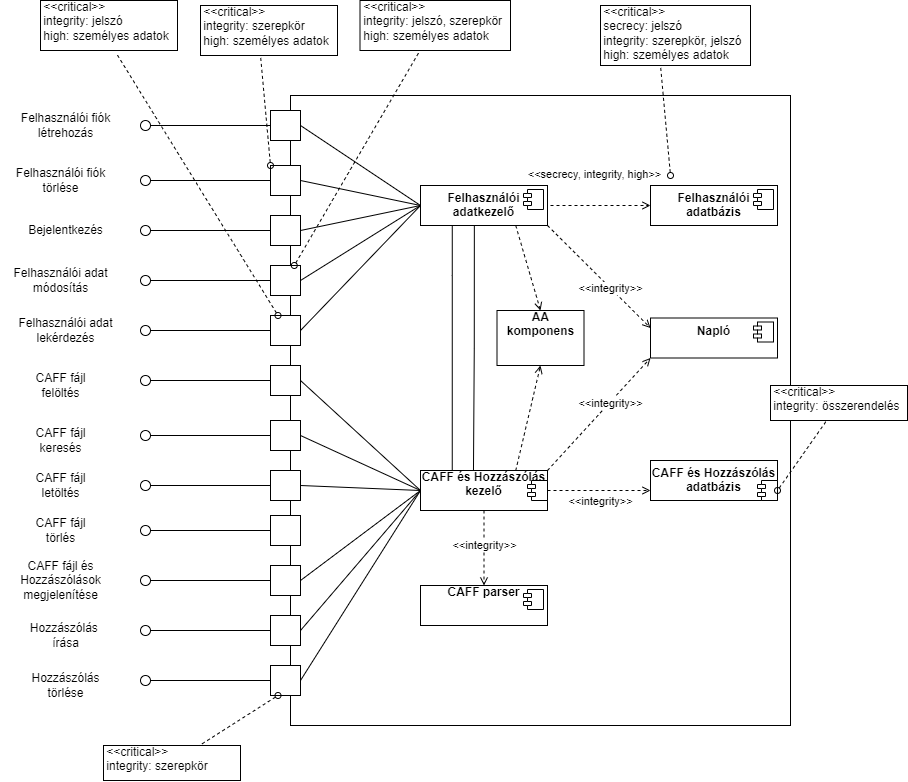 <<critical>>
integrity: jelszó
high: személyes adatok
<<critical>>
integrity: szerepkör
high: személyes adatok
<<critical>>
integrity: jelszó, szerepkör
high: személyes adatok
<<critical>>
secrecy: jelszó
integrity: szerepkör, jelszó
high: személyes adatok
Felhasználói fiók
létrehozás
Felhasználói fiók
törlése
Bejelentkezés
Felhasználói adat
módosítás
Felhasználói adat
lekérdezés
CAFF fájl
felöltés
CAFF fájl
keresés
CAFF fájl
letöltés
CAFF fájl
törlés
CAFF fájl és
Hozzászólások
megjelenítése
Hozzászólás
írása
Hozzászólás
törlése
<<secrecy, integrity, high>>
Felhasználói
adatkezelő
Felhasználói
adatbázis
<<integrity>>
AA
komponens
Napló
<<integrity>>
<<critical>>
integrity: összerendelés
CAFF és Hozzászólás
kezelő
CAFF és Hozzászólás
adatbázis
<<integrity>>
<<integrity>>
CAFF parser
<<critical>>
integrity: szerepkör